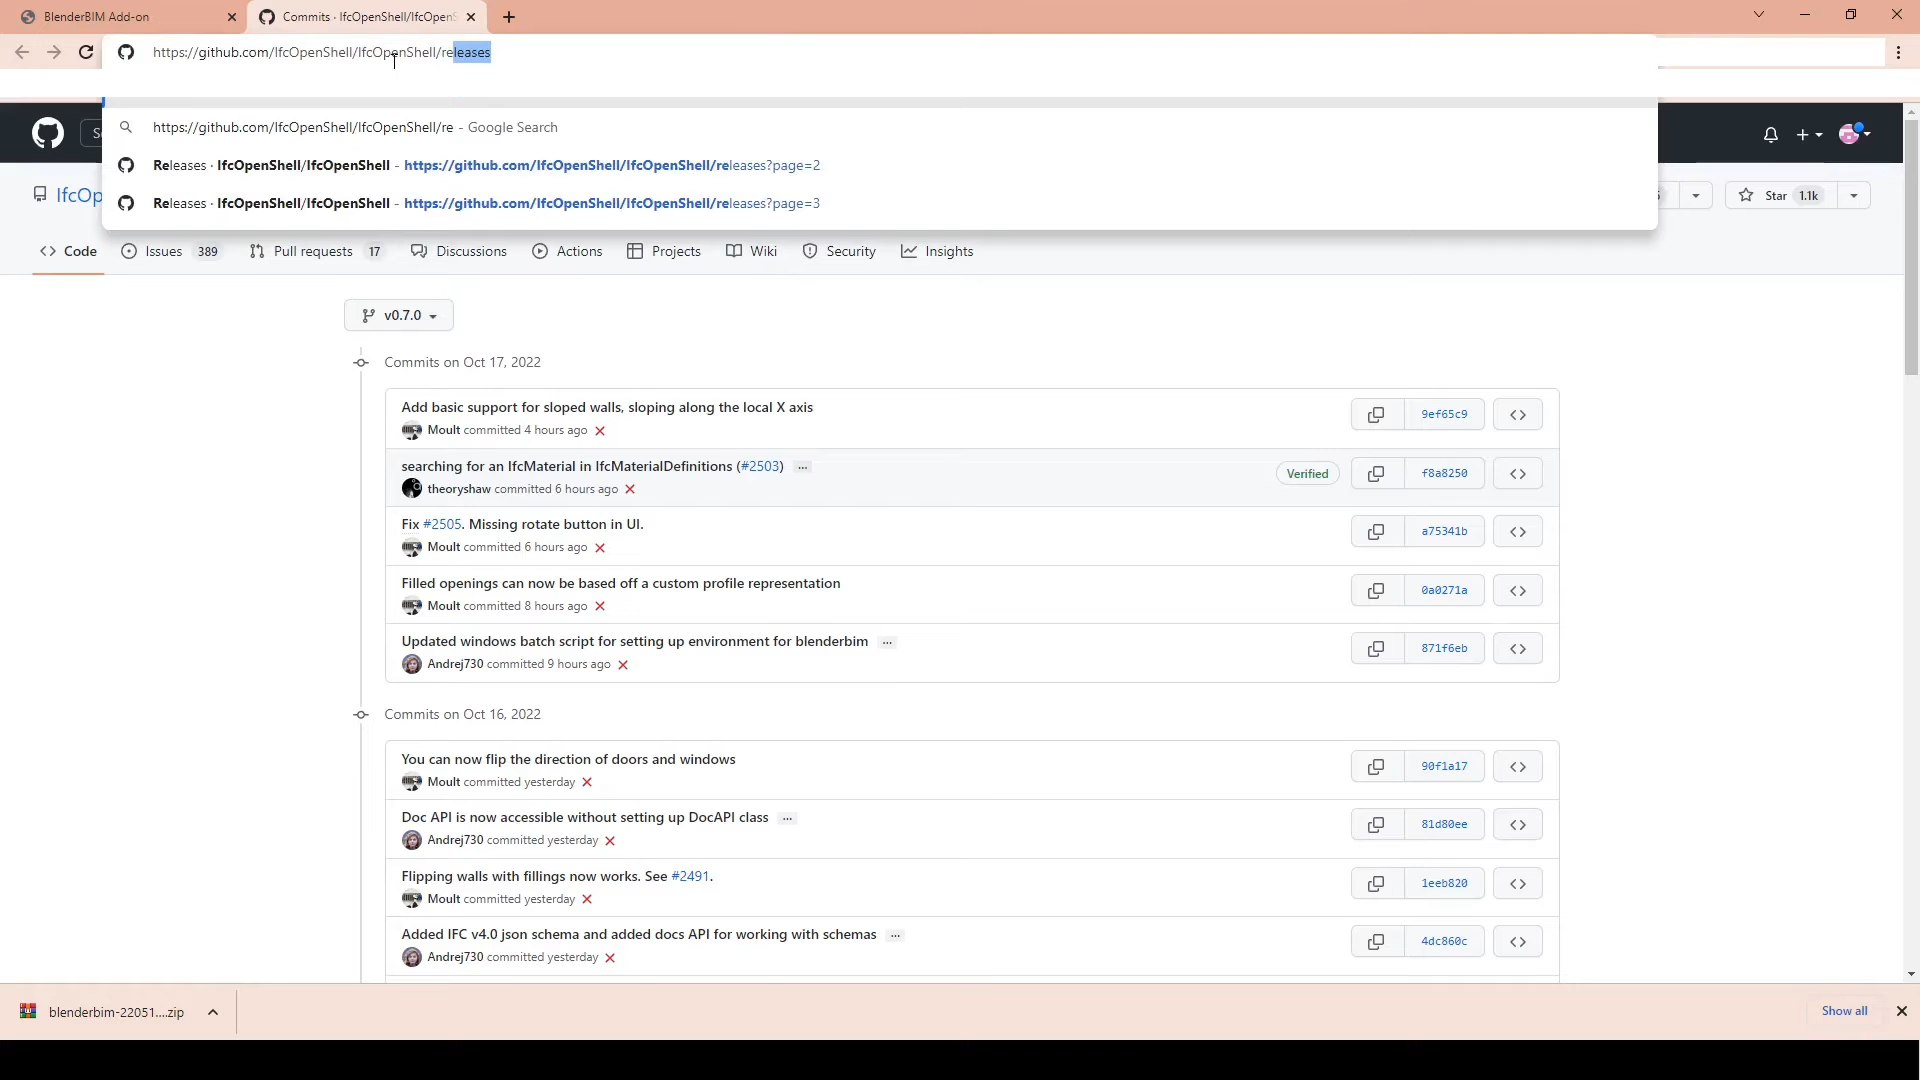 BlenderBIM Add-on
Commits · IfcOpenShell/IfcOpenS
https://github.com/IfcOpenShell/IfcOpenShell/releases
https://github.com/IfcOpenShell/IfcOpenShell/re - Google Search
Releases · IfcOpenShell/IfcOpenShell - https://github.com/IfcOpenShell/IfcOpenShell/releases?page=2
Releases · IfcOpenShell/IfcOpenShell - https://github.com/IfcOpenShell/IfcOpenShell/releases?page=3
IfcOp
Star 1.1k
Code Issues 389 Pull requests 17 Discussions Actions Projects Wiki Security Insights
v0.7.0
Commits on Oct 17, 2022
Add basic support for sloped walls, sloping along the local X axis
Moult committed 4 hours ago
9ef65c9
searching for an IfcMaterial in IfcMaterialDefinitions (#2503) ...
theoryshaw committed 6 hours ago
Verified f8a8250
Fix #2505. Missing rotate button in UI.
Moult committed 6 hours ago
a75341b
Filled openings can now be based off a custom profile representation
Moult committed 8 hours ago
0a0271a
Updated windows batch script for setting up environment for blenderbim ...
Andrej730 committed 9 hours ago
871f6eb
Commits on Oct 16, 2022
You can now flip the direction of doors and windows
Moult committed yesterday
90f1a17
Doc API is now accessible without setting up DocAPI class ...
Andrej730 committed yesterday
81d80ee
Flipping walls with fillings now works. See #2491.
Moult committed yesterday
1eeb820
Added IFC v4.0 json schema and added docs API for working with schemas ...
Andrej730 committed yesterday
4dc860c
blenderbim-22051....zip
Show all